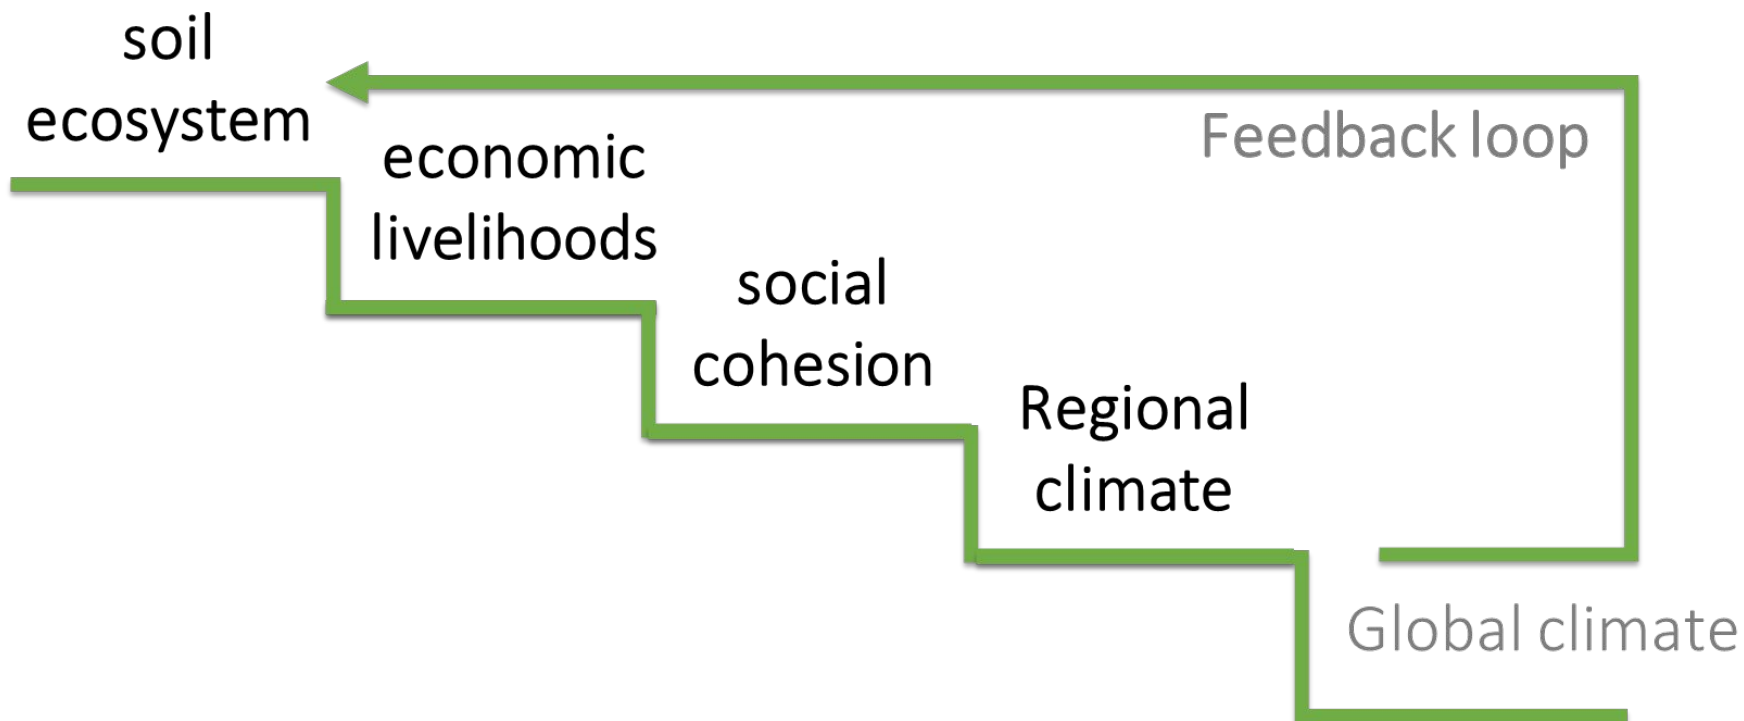 soil
ecosystem
economic
livelihoods
social
cohesion
Regional
climate
Feedback loop
Global climate